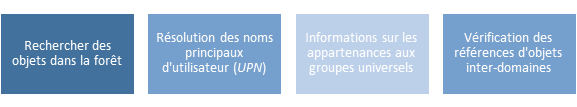 Rechercher des
objets dans la forêt
Résolution des noms
principaux
d'utilisateur (UPN)
Informations sur les
appartenances aux
groupes universels
Vérification des
références d'objets
inter-domaines